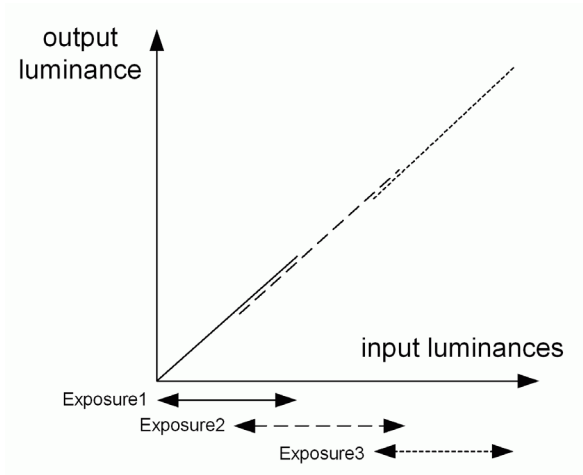 output
luminance
input luminances
Exposure1
Exposure2
Exposure3